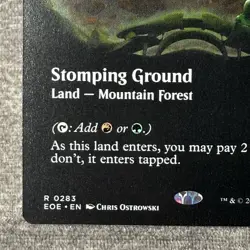 Stomping Ground
Land — Mountain Forest
(: Add or .)
As this land enters, you may pay 2
don't, it enters tapped.
R 0283
EOE • EN Chris Ostrowski
™ & © 2